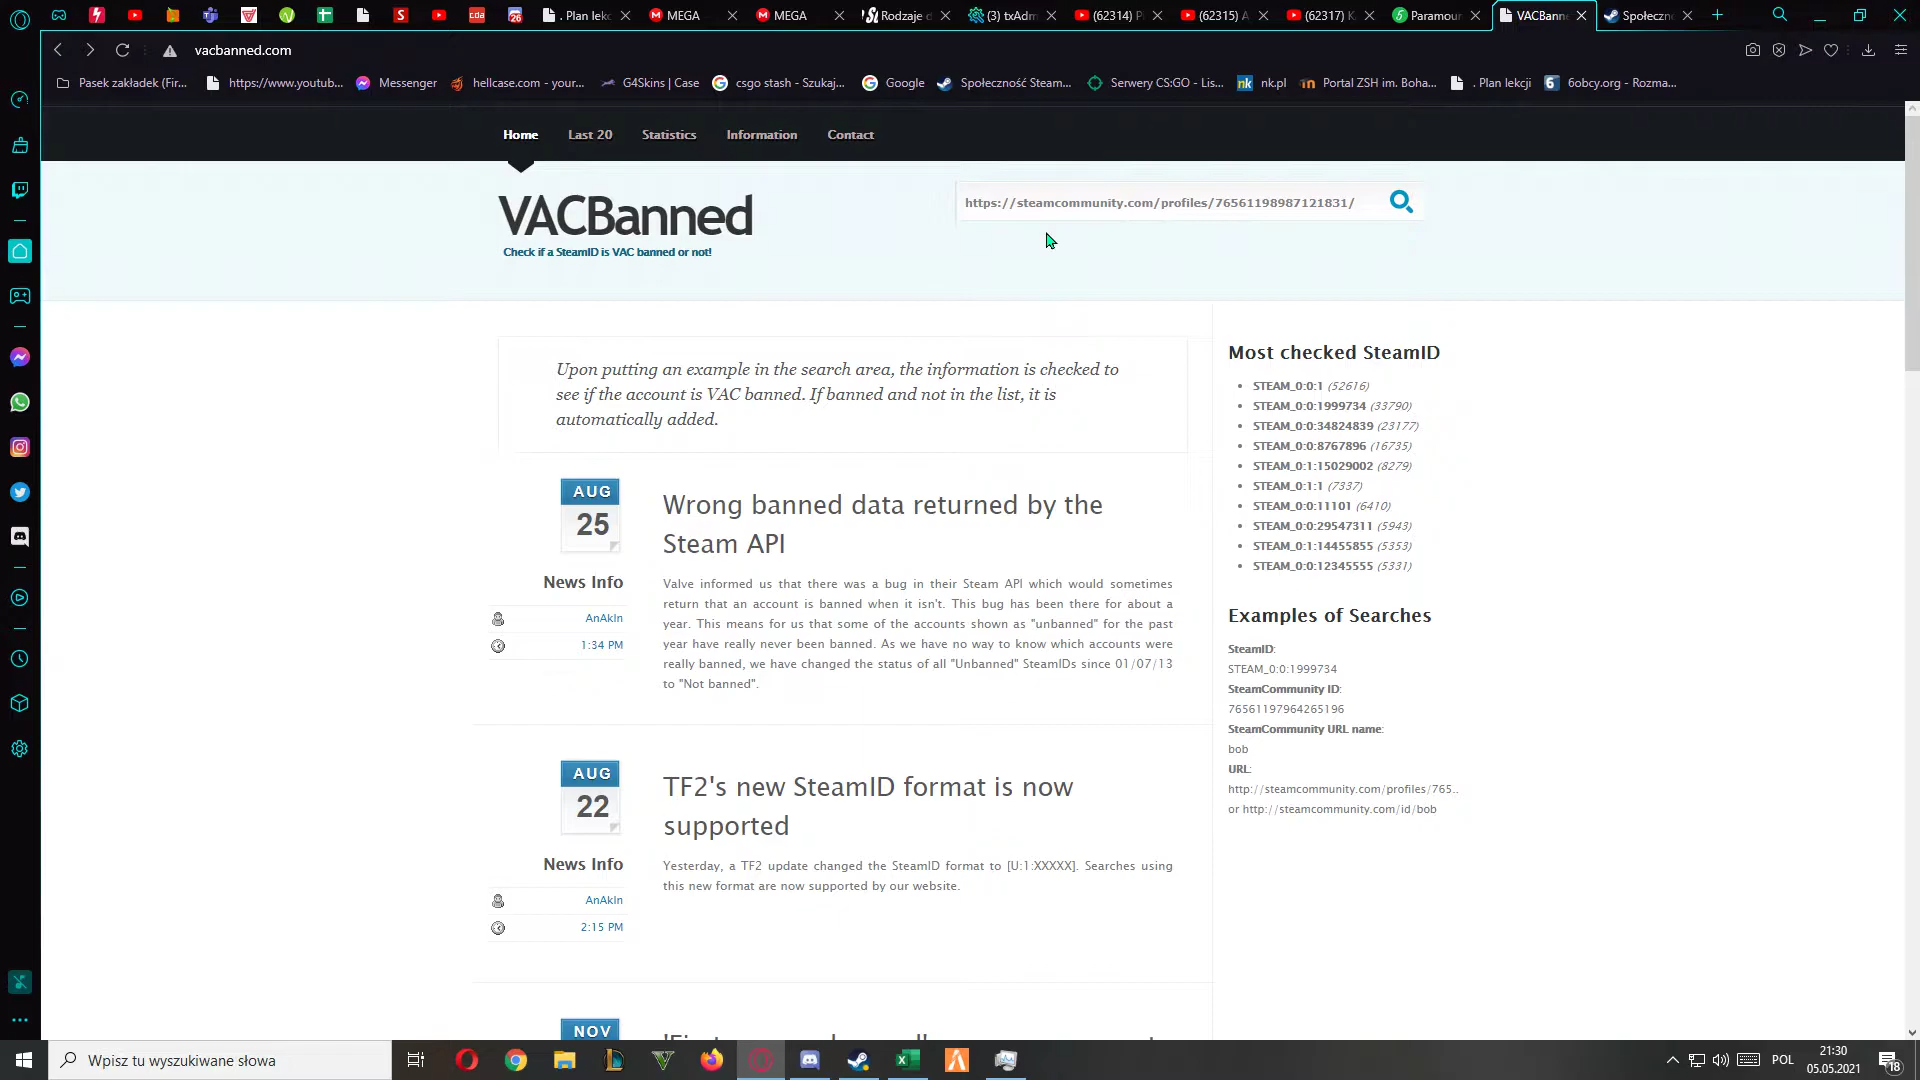 . Plan lekc
MEGA
MEGA
Rodzaje d
(3) txAdm
(62314) P
(62315) A
(62317) K
Paramour
VACBanne
Społeczno
vacbanned.com
Pasek zakładek (Fir...
https://www.youtub...
Messenger
hellcase.com - your...
G4Skins | Case
csgo stash - Szukaj...
Google
Społeczność Steam...
Serwery CS:GO - Lis...
nk.pl
Portal ZSH im. Boha...
. Plan lekcji
6obcy.org - Rozma...
Home
Last 20
Statistics
Information
Contact
VACBanned
Check if a SteamID is VAC banned or not!
https://steamcommunity.com/profiles/76561198987121831/
Upon putting an example in the search area, the information is checked to
see if the account is VAC banned. If banned and not in the list, it is
automatically added.
AUG
25
News Info
AnAkIn
1:34 PM
Wrong banned data returned by the
Steam API
Valve informed us that there was a bug in their Steam API which would sometimes
return that an account is banned when it isn't. This bug has been there for about a
year. This means for us that some of the accounts shown as "unbanned" for the past
year have really never been banned. As we have no way to know which accounts were
really banned, we have changed the status of all "Unbanned" SteamIDs since 01/07/13
to "Not banned".
AUG
22
News Info
AnAkIn
2:15 PM
TF2's new SteamID format is now
supported
Yesterday, a TF2 update changed the SteamID format to [U:1:XXXXX]. Searches using
this new format are now supported by our website.
NOV
Most checked SteamID
STEAM_0:0:1 (52616)
STEAM_0:0:1999734 (33790)
STEAM_0:0:34824839 (23177)
STEAM_0:0:8767896 (16735)
STEAM_0:1:15029002 (8279)
STEAM_0:1:1 (7337)
STEAM_0:0:11101 (6410)
STEAM_0:0:29547311 (5943)
STEAM_0:1:14455855 (5353)
STEAM_0:0:12345555 (5331)
Examples of Searches
SteamID:
STEAM_0:0:1999734
SteamCommunity ID:
76561197964265196
SteamCommunity URL name:
bob
URL:
http://steamcommunity.com/profiles/765..
or http://steamcommunity.com/id/bob
Wpisz tu wyszukiwane słowa
POL
21:30
05.05.2021
18